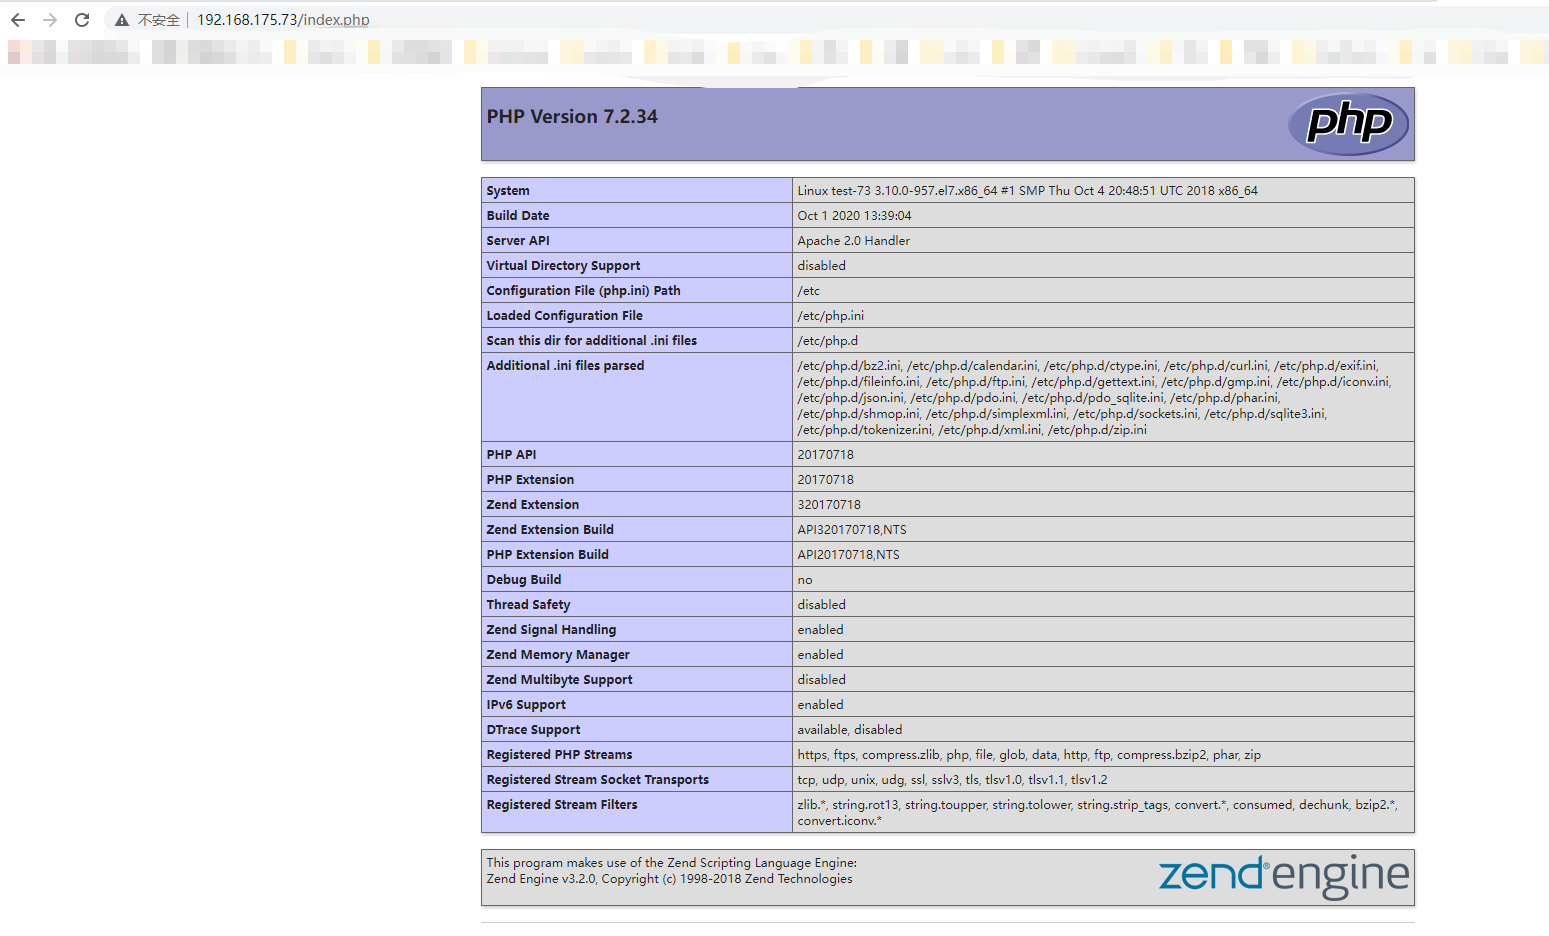 不安全 192.168.175.73/index.php
PHP Version 7.2.34
php
System Linux test-73 3.10.0-957.el7.x86_64 #1 SMP Thu Oct 4 20:48:51 UTC 2018 x86_64
Build Date Oct 1 2020 13:39:04
Server API Apache 2.0 Handler
Virtual Directory Support disabled
Configuration File (php.ini) Path /etc
Loaded Configuration File /etc/php.ini
Scan this dir for additional .ini files /etc/php.d
Additional .ini files parsed /etc/php.d/bz2.ini, /etc/php.d/calendar.ini, /etc/php.d/ctype.ini, /etc/php.d/curl.ini, /etc/php.d/exif.ini,
/etc/php.d/fileinfo.ini, /etc/php.d/ftp.ini, /etc/php.d/gettext.ini, /etc/php.d/gmp.ini, /etc/php.d/iconv.ini,
/etc/php.d/json.ini, /etc/php.d/pdo.ini, /etc/php.d/pdo_sqlite.ini, /etc/php.d/phar.ini,
/etc/php.d/shmop.ini, /etc/php.d/simplexml.ini, /etc/php.d/sockets.ini, /etc/php.d/sqlite3.ini,
/etc/php.d/tokenizer.ini, /etc/php.d/xml.ini, /etc/php.d/zip.ini
PHP API 20170718
PHP Extension 20170718
Zend Extension 320170718
Zend Extension Build API320170718,NTS
PHP Extension Build API20170718,NTS
Debug Build no
Thread Safety disabled
Zend Signal Handling enabled
Zend Memory Manager enabled
Zend Multibyte Support disabled
IPv6 Support enabled
DTrace Support available, disabled
Registered PHP Streams https, ftps, compress.zlib, php, file, glob, data, http, ftp, compress.bzip2, phar, zip
Registered Stream Socket Transports tcp, udp, unix, udg, ssl, sslv3, tls, tlsv1.0, tlsv1.1, tlsv1.2
Registered Stream Filters zlib.*, string.rot13, string.toupper, string.tolower, string.strip_tags, convert.*, consumed, dechunk, bzip2.*,
convert.iconv.*
This program makes use of the Zend Scripting Language Engine:
Zend Engine v3.2.0, Copyright (c) 1998-2018 Zend Technologies
zend® engine